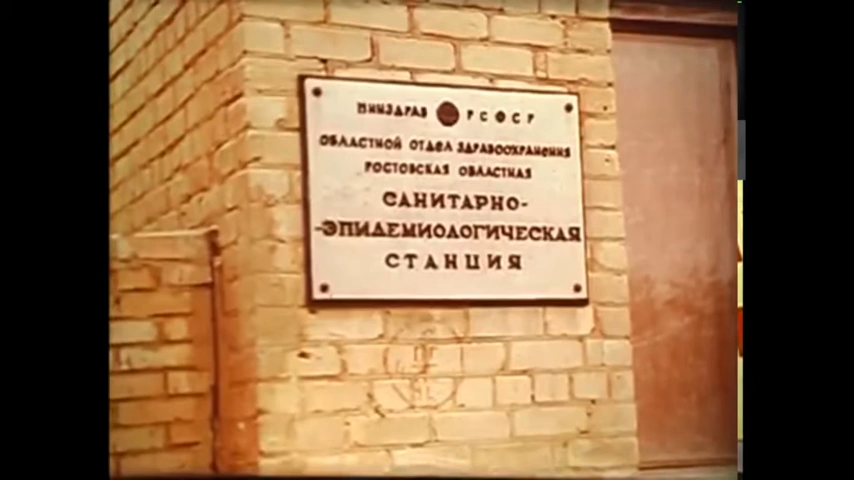 МИНЗДРАВ РСФСР
ОБЛАСТНОЙ ОТДЕЛ ЗДРАВООХРАНЕНИЯ
РОСТОВСКАЯ ОБЛАСТНАЯ
САНИТАРНО-
-ЭПИДЕМИОЛОГИЧЕСКАЯ
СТАНЦИЯ